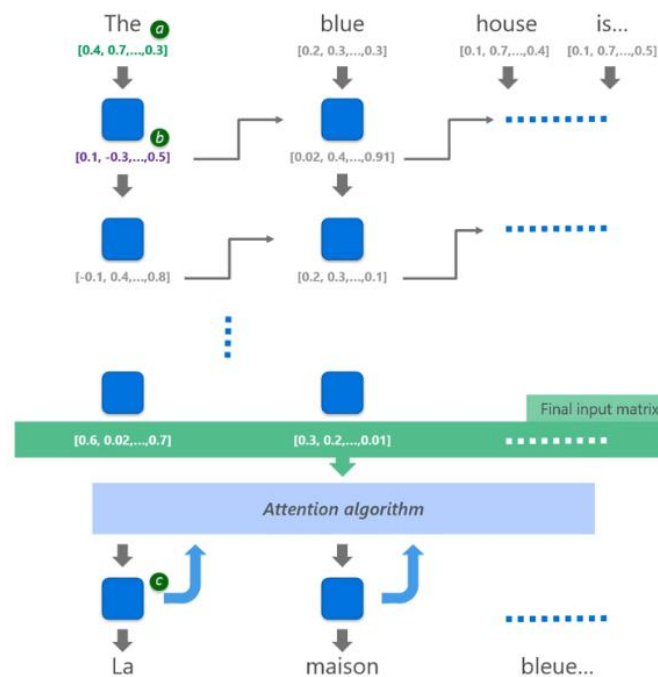 The a blue house is...
[0.4, 0.7,...,0.3] [0.2, 0.3,...,0.3] [0.1, 0.7,...,0.4] [0.1, 0.7,...,0.5]
b
[0.1, -0.3,...,0.5] [0.02, 0.4,...,0.91]
[-0.1, 0.4,...,0.8] [0.2, 0.3,...,0.1]
Final input matrix
[0.6, 0.02,...,0.7] [0.3, 0.2,...,0.01]
Attention algorithm
c
La maison bleue...